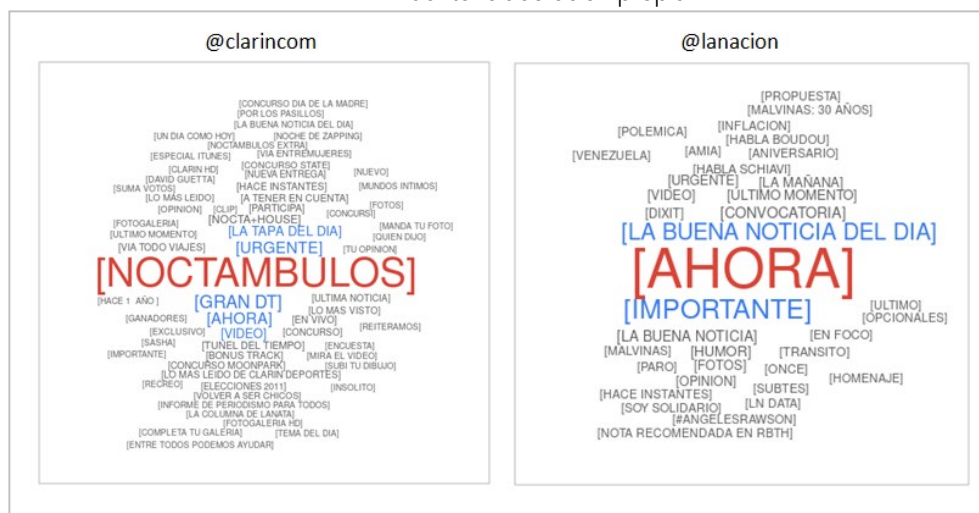 @clarincom
[CONCURSO DIA DE LA MADRE]
[POR LOS PASILLOS]
[LA BUENA NOTICIA DEL DIA]
[UN DIA COMO HOY] [NOCHE DE ZAPPING]
[NOCTAMBULOS EXTRA]
[ESPECIAL ITUNES] [VIA ENTREMUJERES]
[CONCURSO STATE]
[CLARIN HD] [NUEVA ENTREGA] [NUEVO]
[DAVID GUETTA]
[SUMA VOTOS] [HACE INSTANTES] [MUNDOS INTIMOS]
[LO MÁS LEIDO] [A TENER EN CUENTA]
[OPINION] [CLIP] [PARTICIPA] [FOTOS]
[NOCTA+HOUSE] [CONCURS]
[FOTOGALERIA] [MANDA TU FOTO]
[ULTIMO MOMENTO] [LA TAPA DEL DIA] [QUIEN DIJO]
[VIA TODO VIAJES] [URGENTE] [TU OPINION]
[NOCTAMBULOS]
[HACE 1 AÑO ] [GRAN DT] [ULTIMA NOTICIA]
[LO MAS VISTO]
[GANADORES] [AHORA] [EN VIVO]
[EXCLUSIVO] [VIDEO] [CONCURSO] [REITERAMOS]
[SASHA] [TUNEL DEL TIEMPO] [ENCUESTA]
[IMPORTANTE] [BONUS TRACK] [MIRA EL VIDEO]
[CONCURSO MOONPARK] [SUBI TU DIBUJO]
[LO MAS LEIDO DE CLARIN DEPORTES]
[RECREO] [ELECCIONES 2011] [INSOLITO]
[VOLVER A SER CHICOS]
[INFORME DE PERIODISMO PARA TODOS]
[LA COLUMNA DE LANATA]
[FOTOGALERIA HD]
[COMPLETA TU GALERIA] [TEMA DEL DIA]
[ENTRE TODOS PODEMOS AYUDAR]
@lanacion
[PROPUESTA]
[MALVINAS: 30 AÑOS]
[POLEMICA] [INFLACION]
[HABLA BOUDOU]
[VENEZUELA] [AMIA] [ANIVERSARIO]
[HABLA SCHIAVI]
[URGENTE] [LA MAÑANA]
[VIDEO] [ULTIMO MOMENTO]
[DIXIT] [CONVOCATORIA]
[LA BUENA NOTICIA DEL DIA]
[AHORA]
[IMPORTANTE] [ULTIMO]
[OPCIONALES]
[LA BUENA NOTICIA] [EN FOCO]
[MALVINAS] [HUMOR] [TRANSITO]
[PARO] [FOTOS] [ONCE]
[OPINION] [HOMENAJE]
[HACE INSTANTES] [SUBTES]
[SOY SOLIDARIO] [LN DATA]
[#ANGELESRAWSON]
[NOTA RECOMENDADA EN RBTH]